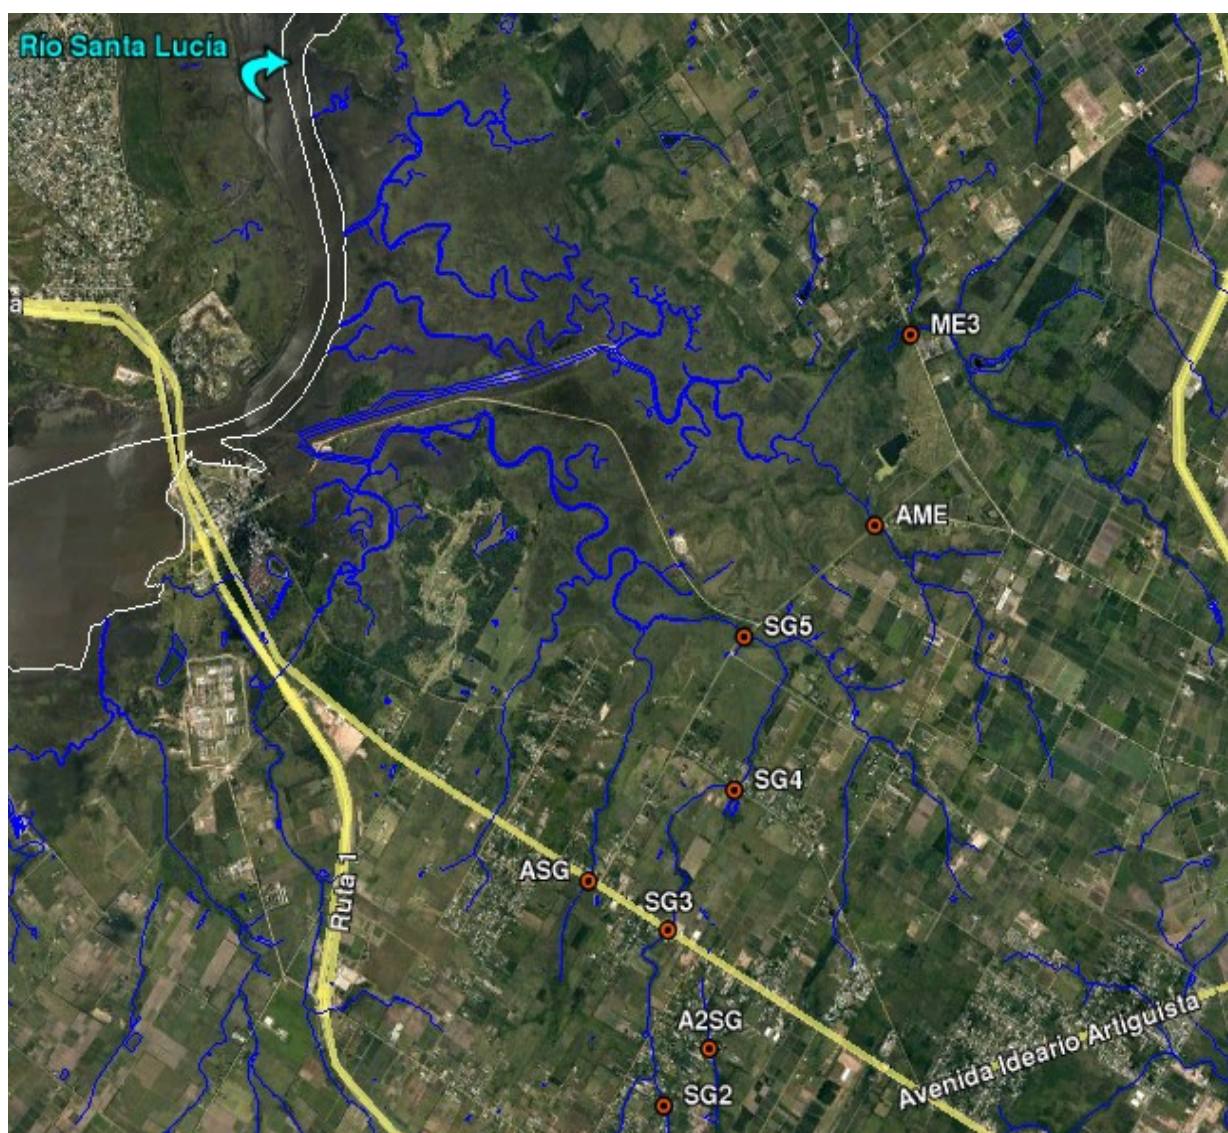 Río Santa Lucía
a
ME3
AME
SG5
SG4
ASG
SG3
Ruta 1
A2SG
Avenida Ideario Artiguista
SG2